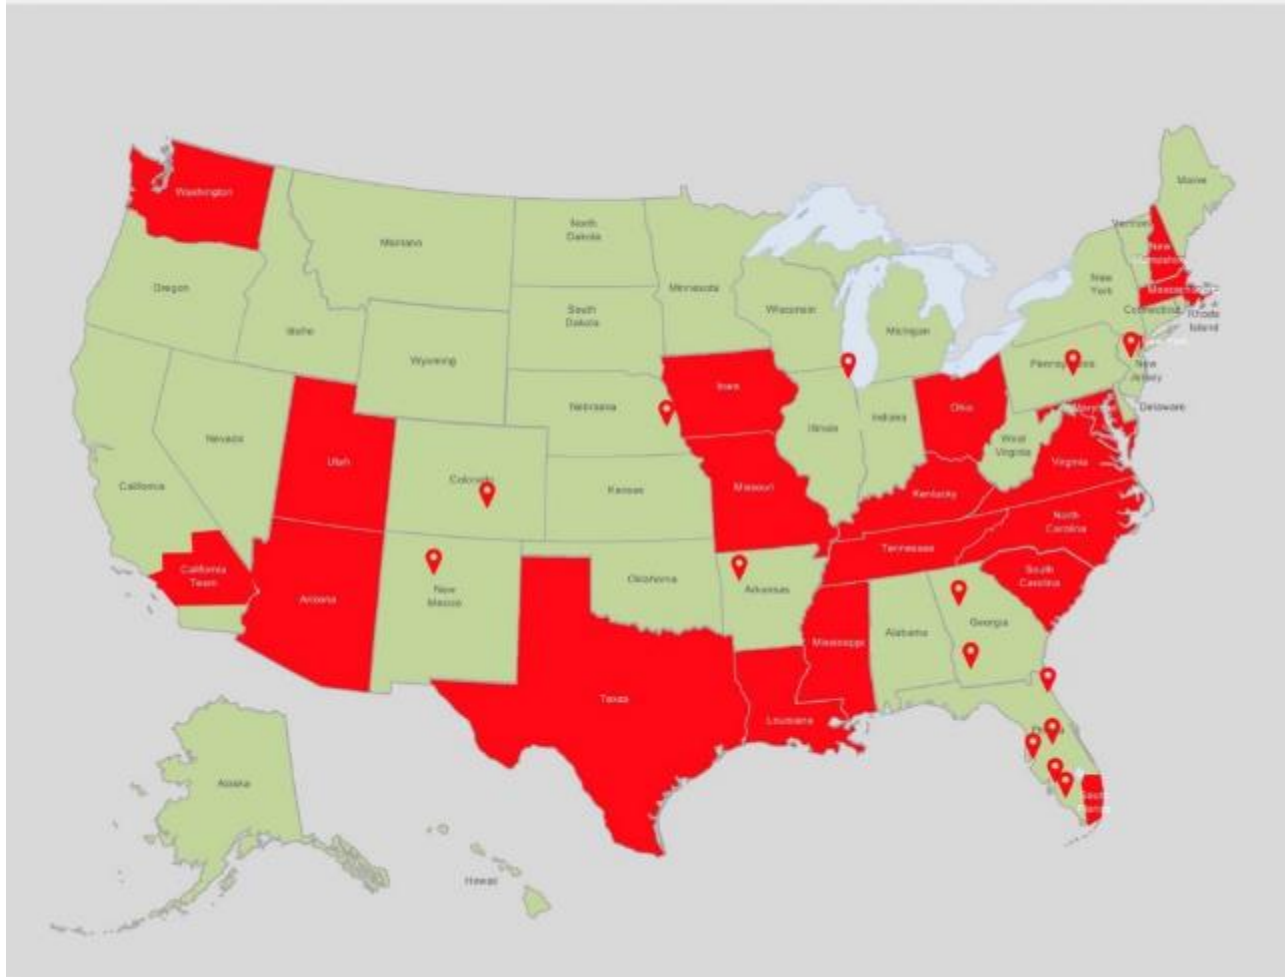 Washington
Montana
North
Dakota
Minnesota
Maine
Vermont
New
Oregon
Idaho
Wyoming
South
Dakota
Wisconsin
Michigan
New
York
Massachu
Connecticut
Rhode
Island
Nevada
Utah
Colorado
Nebraska
Iowa
Illinois
Indiana
Ohio
New
Jersey
Delaware
Maryland
West
Virginia
Virginia
California
Kansas
Missouri
Kentucky
North
Carolina
Tennessee
California
Team
Arizona
New
Mexico
Oklahoma
Arkansas
South
Carolina
Georgia
Alabama
Mississippi
Texas
Louisiana
Alaska
Hawaii